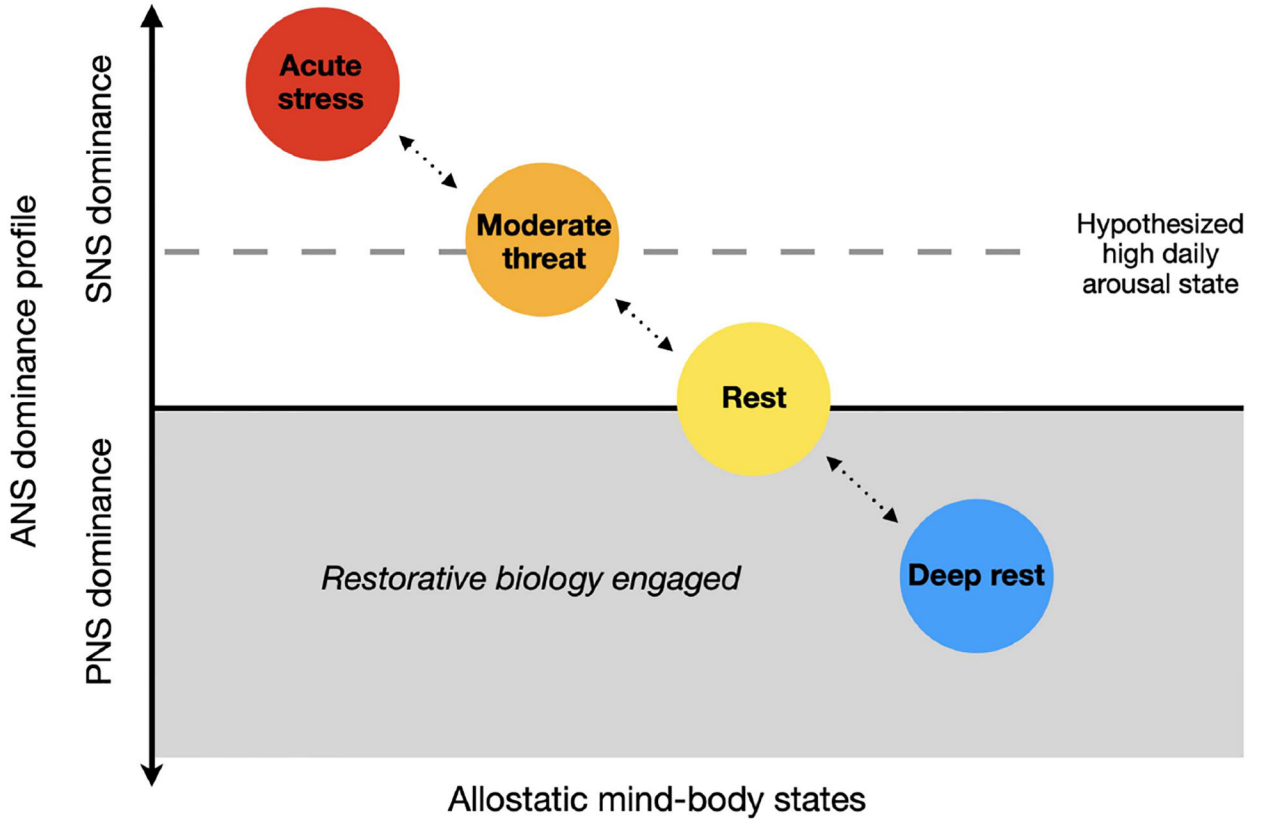 ANS dominance profile
SNS dominance
PNS dominance
Acute
stress
Moderate
threat
Hypothesized
high daily
arousal state
Rest
Restorative biology engaged
Deep rest
Allostatic mind-body states